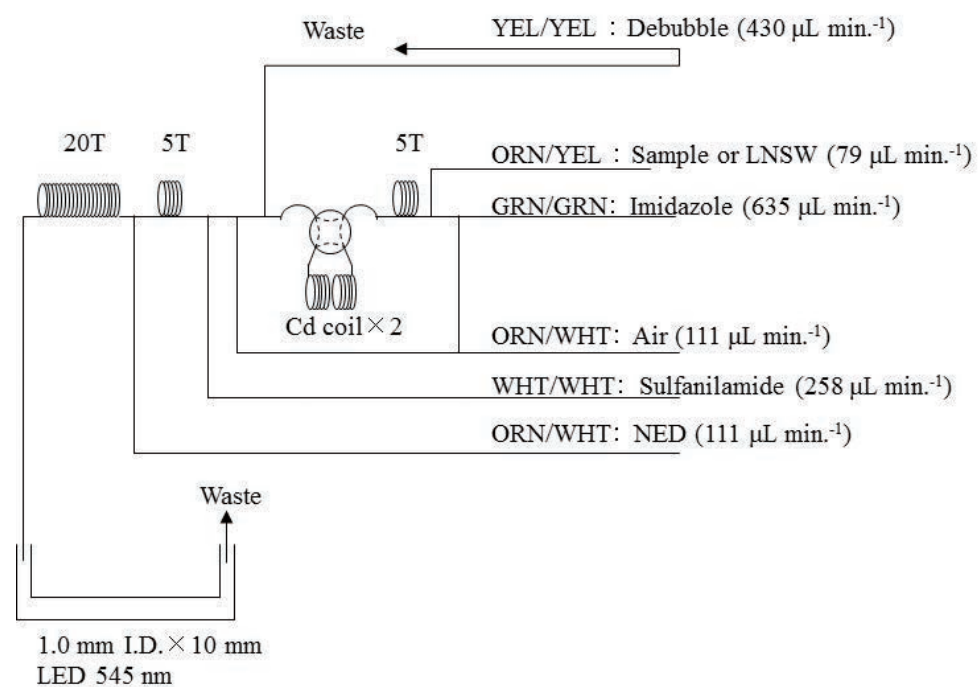 Waste
YEL/YEL : Debubble (430 μL min.-1)
20T
5T
5T
ORN/YEL : Sample or LNSW (79 μL min.-1)
GRN/GRN: Imidazole (635 μL min.-1)
Cd coil×2
ORN/WHT: Air (111 μL min.-1)
WHT/WHT: Sulfanilamide (258 μL min.-1)
ORN/WHT: NED (111 μL min.-1)
Waste
1.0 mm I.D.×10 mm
LED 545 nm